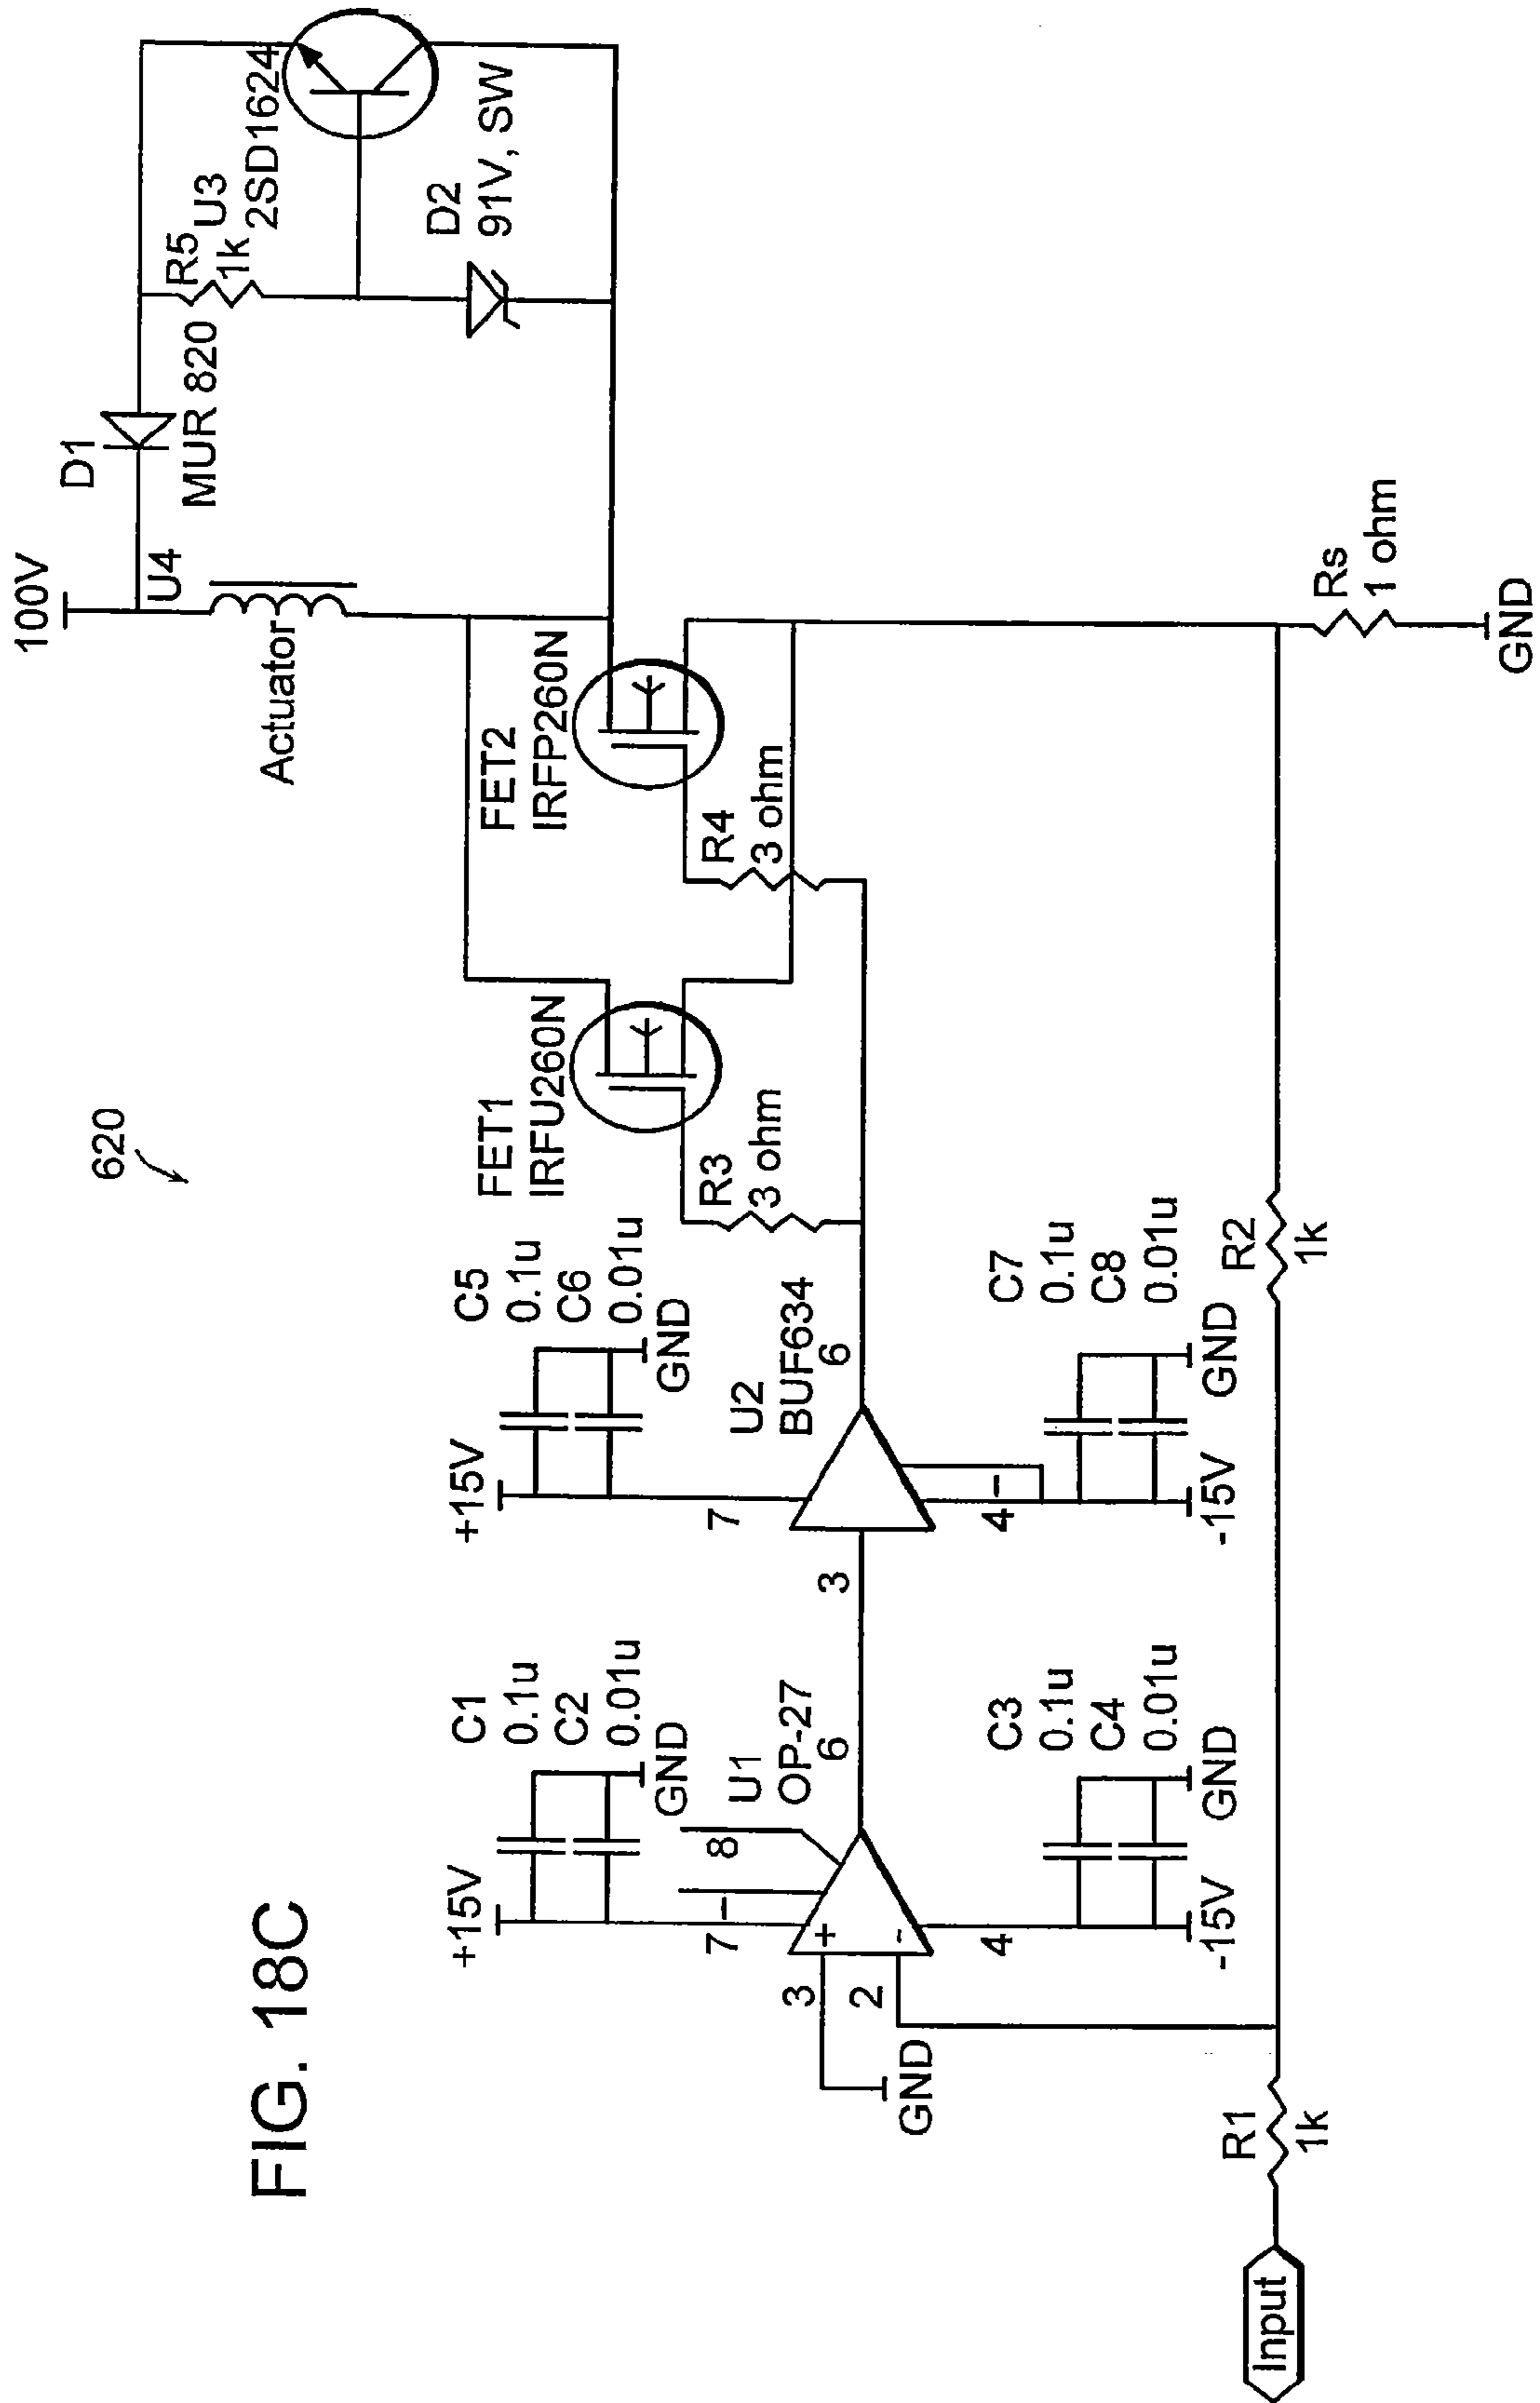 FIG. 18C
620
+15V
C1
0.1u
C2
0.01u
GND
7
8
U1
OP-27
6
3
+
2
-
GND
4
C3
0.1u
C4
0.01u
-15V
GND
+15V
C5
0.1u
C6
0.01u
GND
7
U2
BUF634
6
3
4
C7
0.1u
C8
0.01u
-15V
GND
Input
R1
1k
R2
1k
FET1
IRFU260N
R3
3 ohm
FET2
IRFP260N
R4
3 ohm
100V
U4
Actuator
D1
MUR 820
R5
1k
U3
2SD1624
D2
91V, SW
Rs
1 ohm
GND